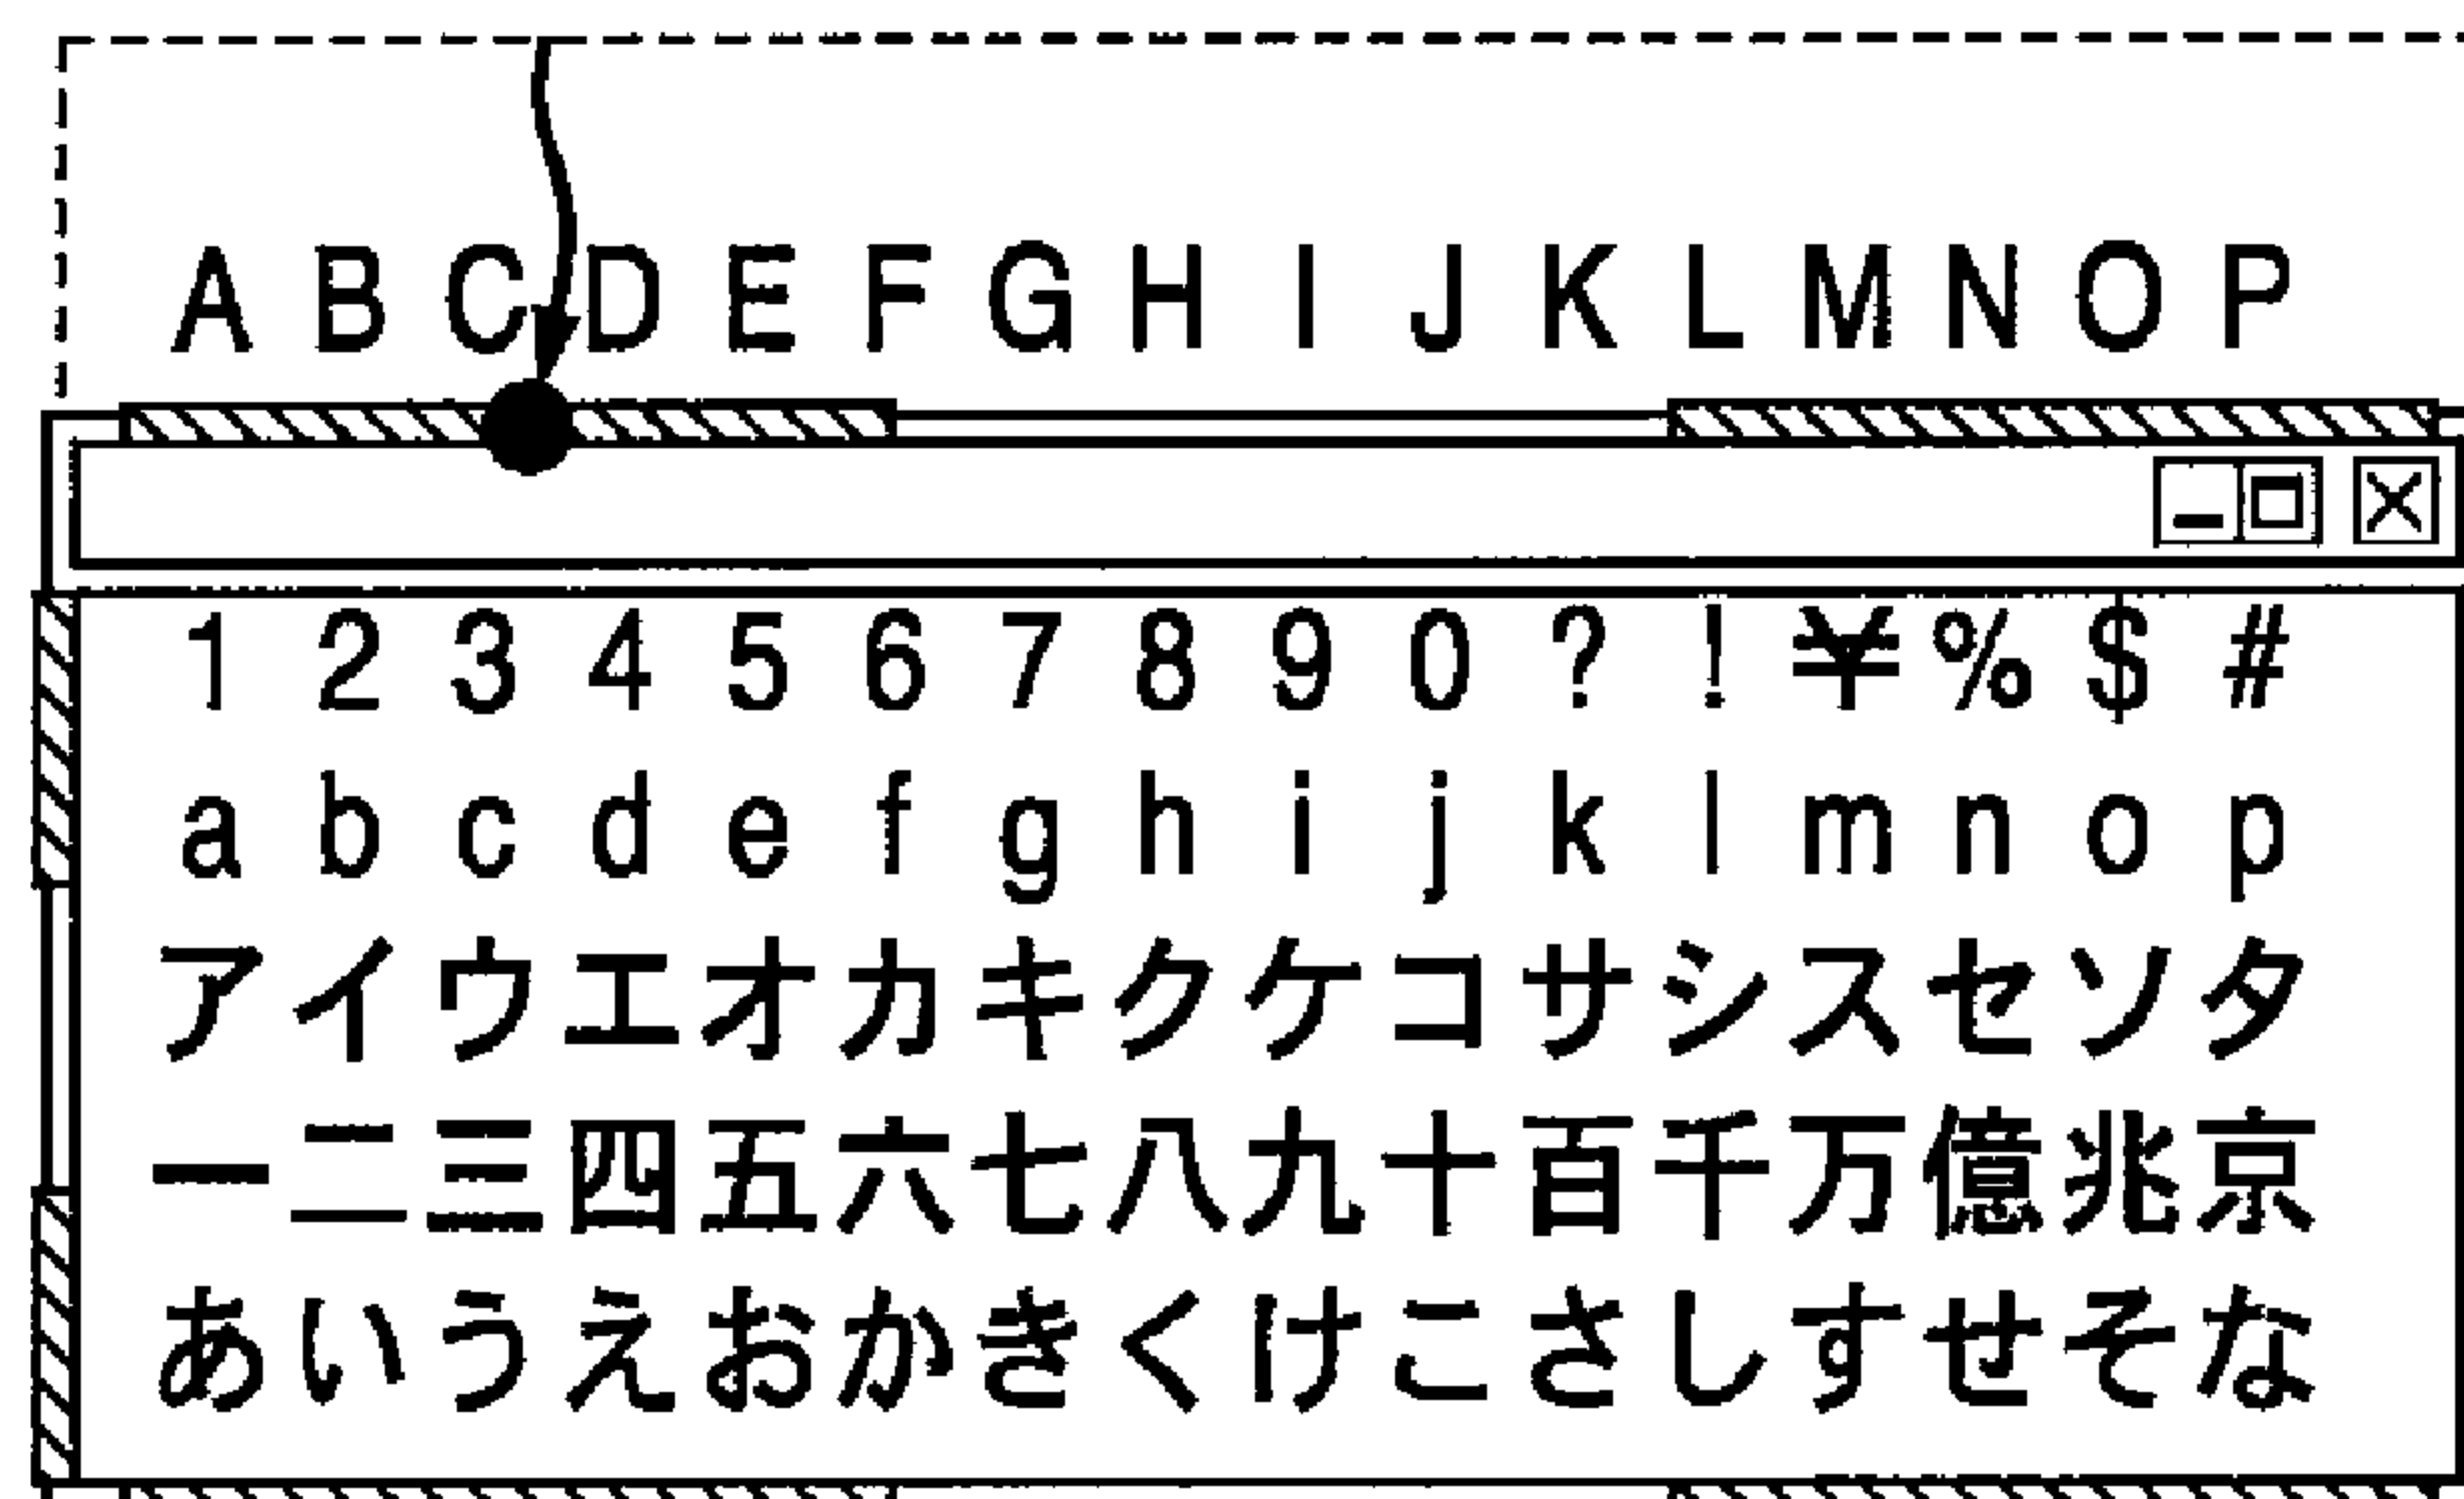 A B C D E F G H I J K L M N O P
1 2 3 4 5 6 7 8 9 0 ? ! ¥ % $ #
a b c d e f g h i j k l m n o p
ア イ ウ エ オ カ キ ク ケ コ サ シ ス セ ソ タ
一 二 三 四 五 六 七 八 九 十 百 千 万 億 兆 京
あ い う え お か き く け こ さ し す せ そ な